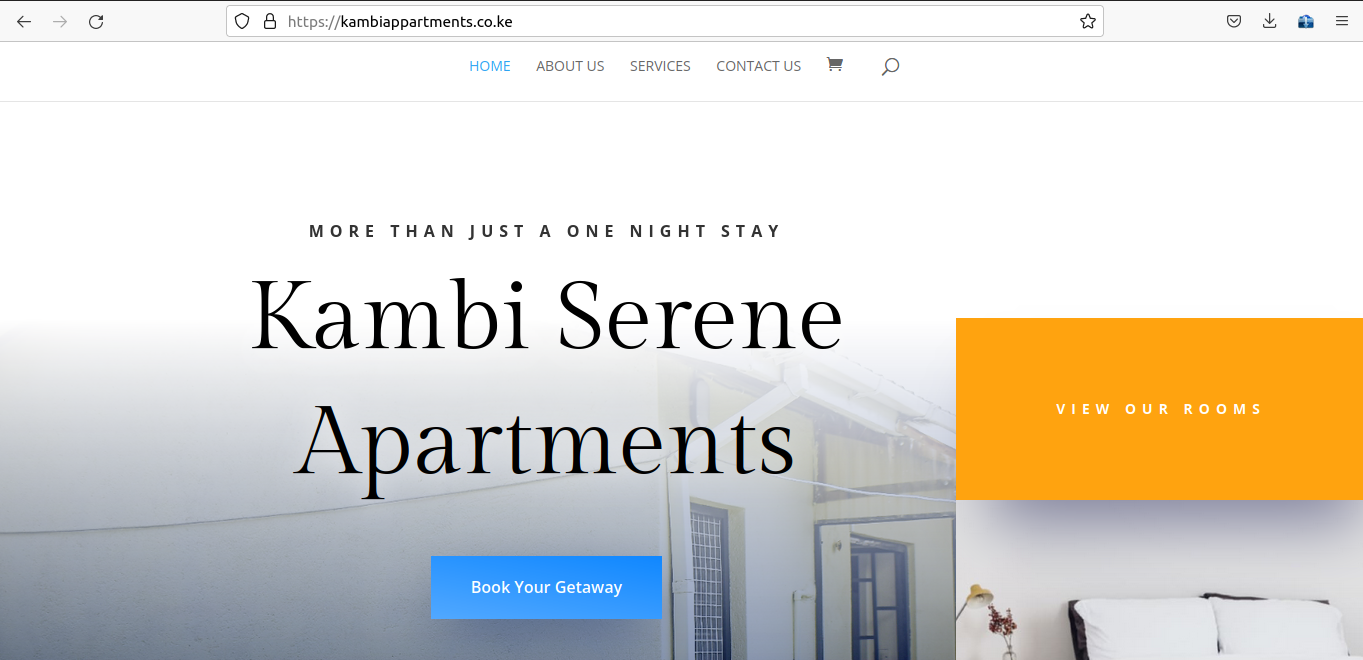 https://kambiappartments.co.ke
HOME ABOUT US SERVICES CONTACT US
MORE THAN JUST A ONE NIGHT STAY
Kambi Serene
Apartments
VIEW OUR ROOMS
Book Your Getaway